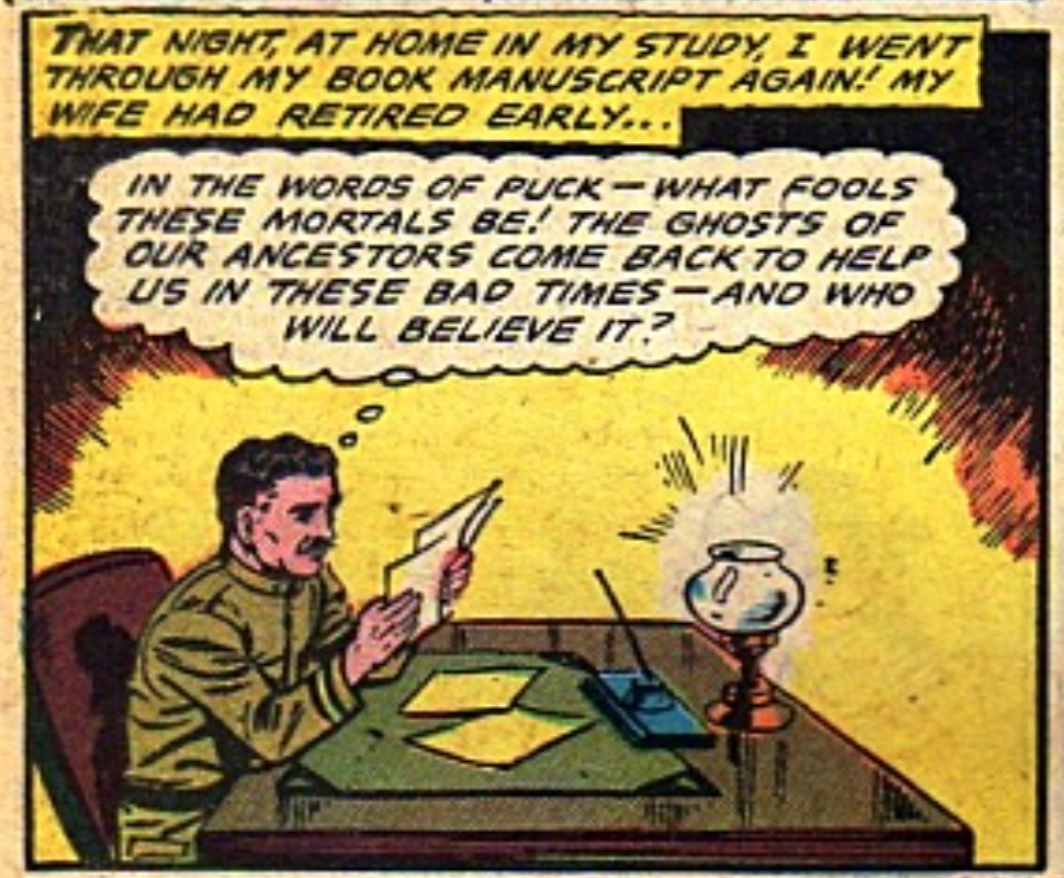 THAT NIGHT, AT HOME IN MY STUDY, I WENT
THROUGH MY BOOK MANUSCRIPT AGAIN! MY
WIFE HAD RETIRED EARLY...
IN THE WORDS OF PUCK — WHAT FOOLS
THESE MORTALS BE! THE GHOSTS OF
OUR ANCESTORS COME BACK TO HELP
US IN THESE BAD TIMES — AND WHO
WILL BELIEVE IT?